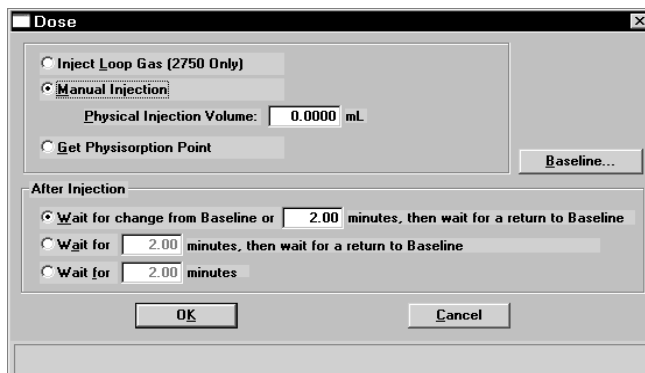 Dose
Inject Loop Gas (2750 Only)
Manual Injection
Physical Injection Volume: 0.0000 mL
Get Physisorption Point
Baseline...
After Injection
Wait for change from Baseline or 2.00 minutes, then wait for a return to Baseline
Wait for 2.00 minutes, then wait for a return to Baseline
Wait for 2.00 minutes
OK Cancel